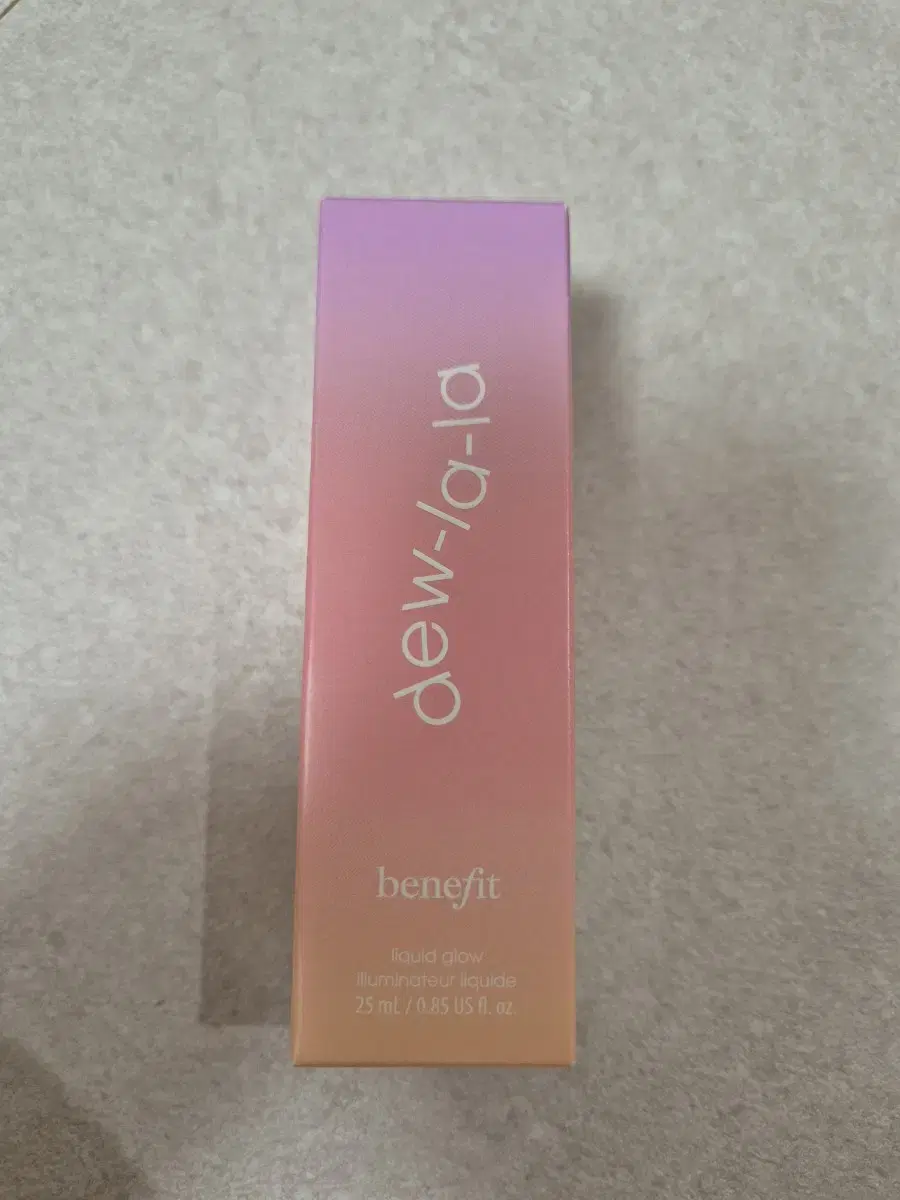 dew-la-la
benefit
liquid glow
illuminateur liquide
25 mL / 0.85 US fl. oz.